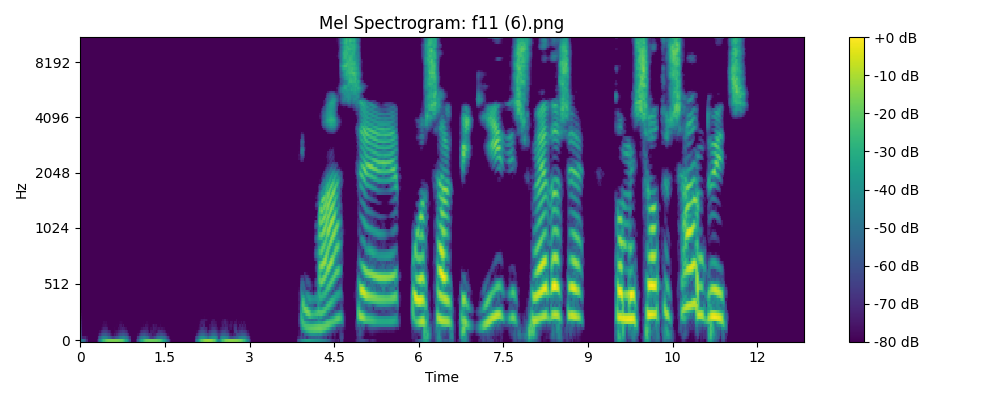 Mel Spectrogram: f11 (6).png
+0 dB
8192
-10 dB
4096
-20 dB
-30 dB
2048
Hz
-40 dB
1024
-50 dB
-60 dB
512
-70 dB
0
-80 dB
0 1.5 3 4.5 6 7.5 9 10 12
Time